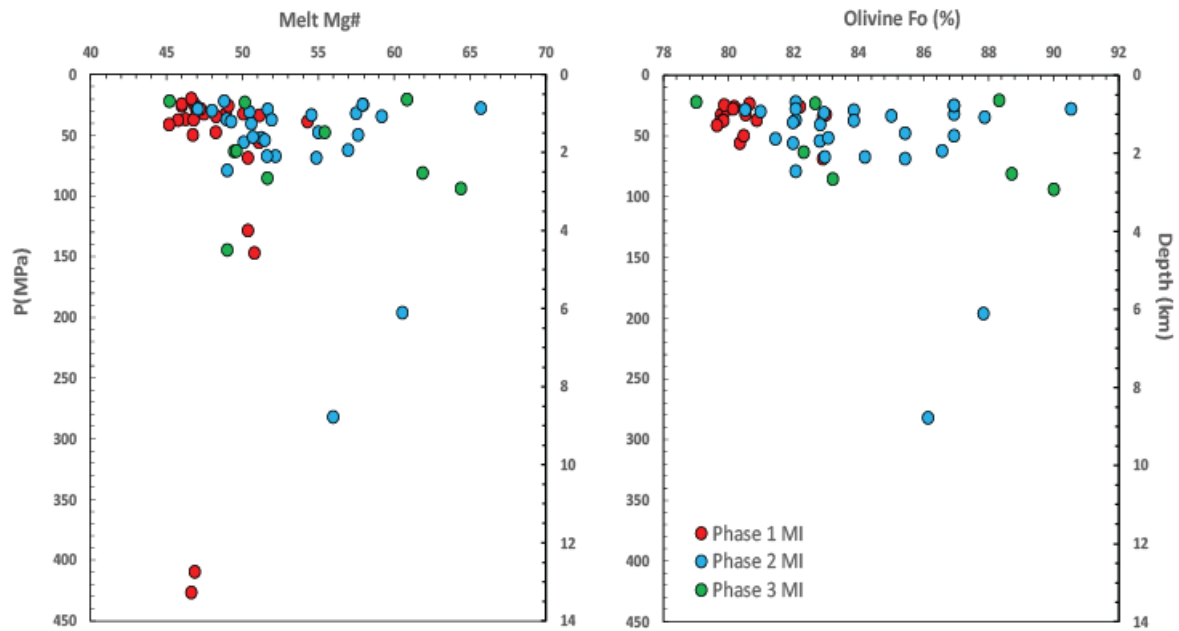 Melt Mg#
40 45 50 55 60 65 70
0 0
50
100 2
150 4
200 6
250
300 8
350 10
400 12
450 14
P(MPa)
Olivine Fo (%)
78 80 82 84 86 88 90 92
0 0
50
100 2
150 4
200 6
250
300 8
350 10
400 12
450 14
Depth (km)
Phase 1 MI
Phase 2 MI
Phase 3 MI